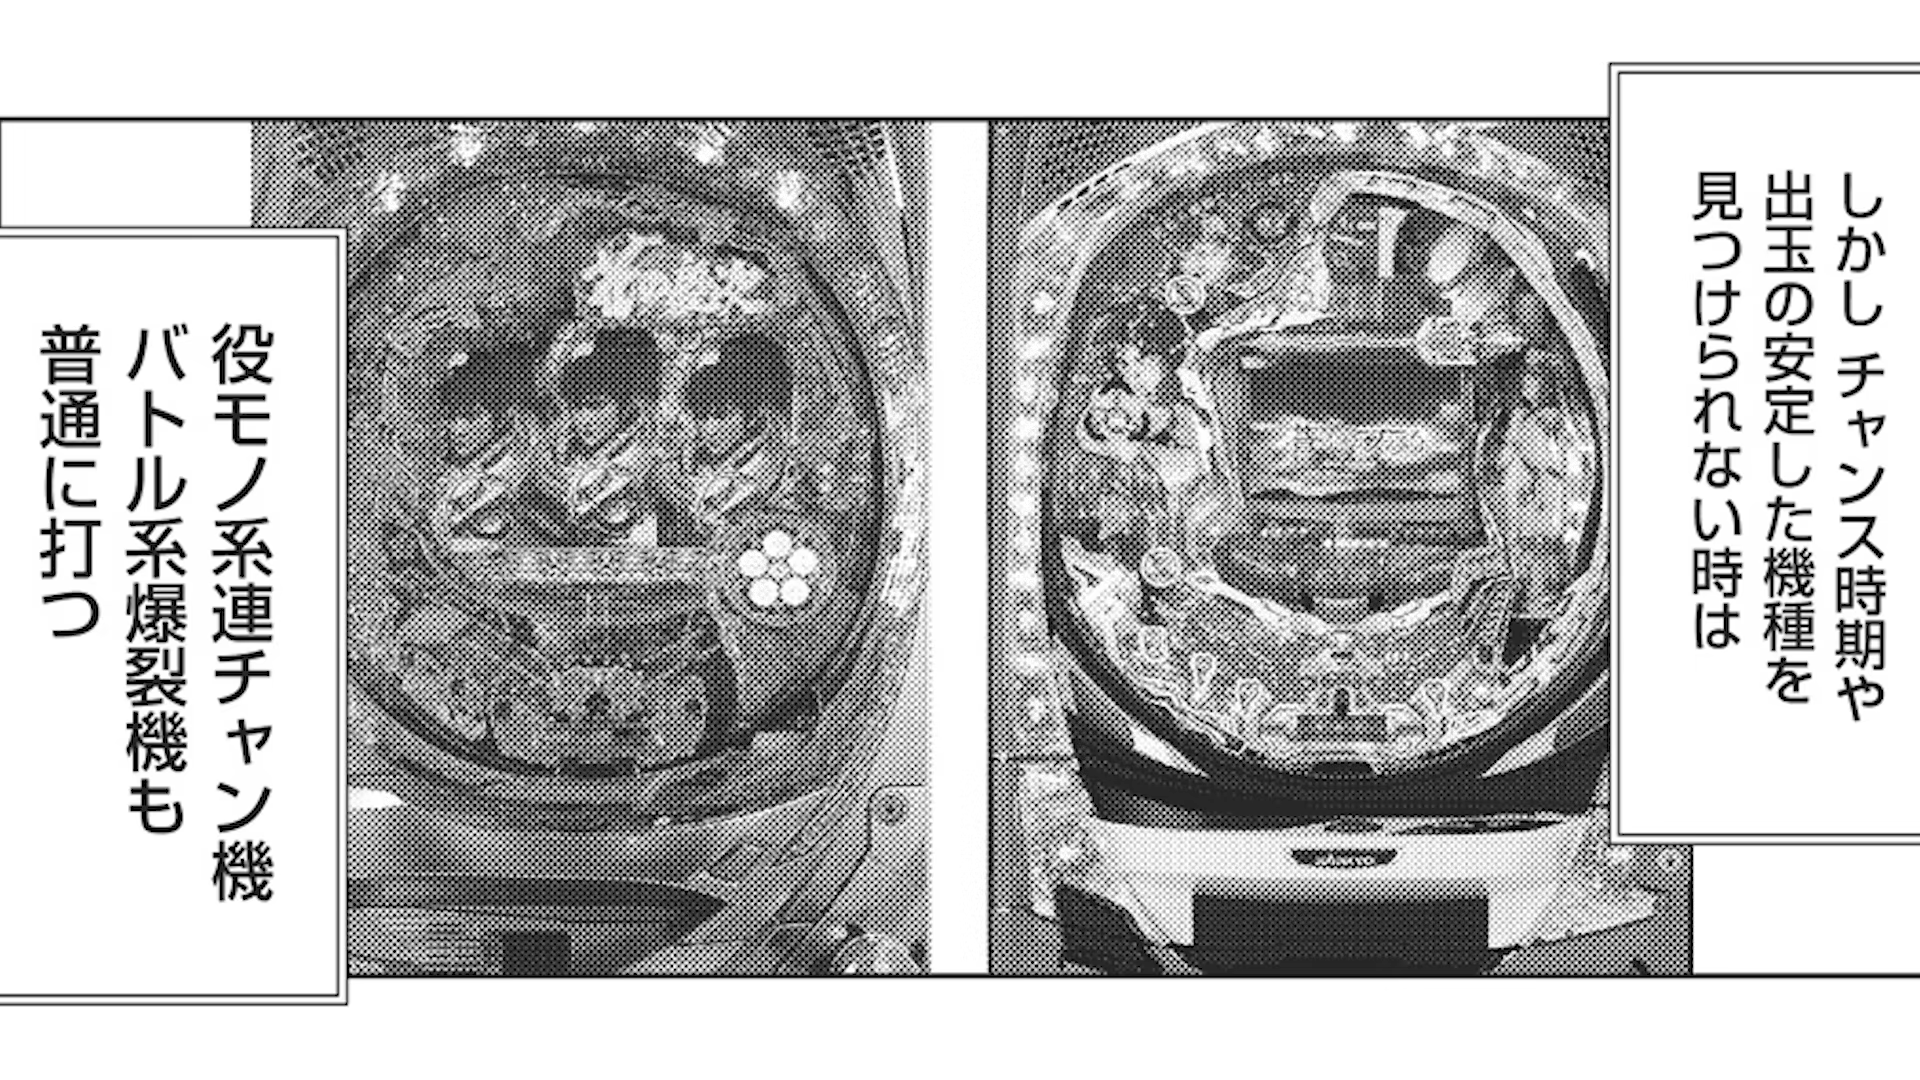 しかし チャンス時期や
出玉の安定した機種を
見つけられない時は
役モノ系連チャン機
バトル系爆裂機も
普通に打つ